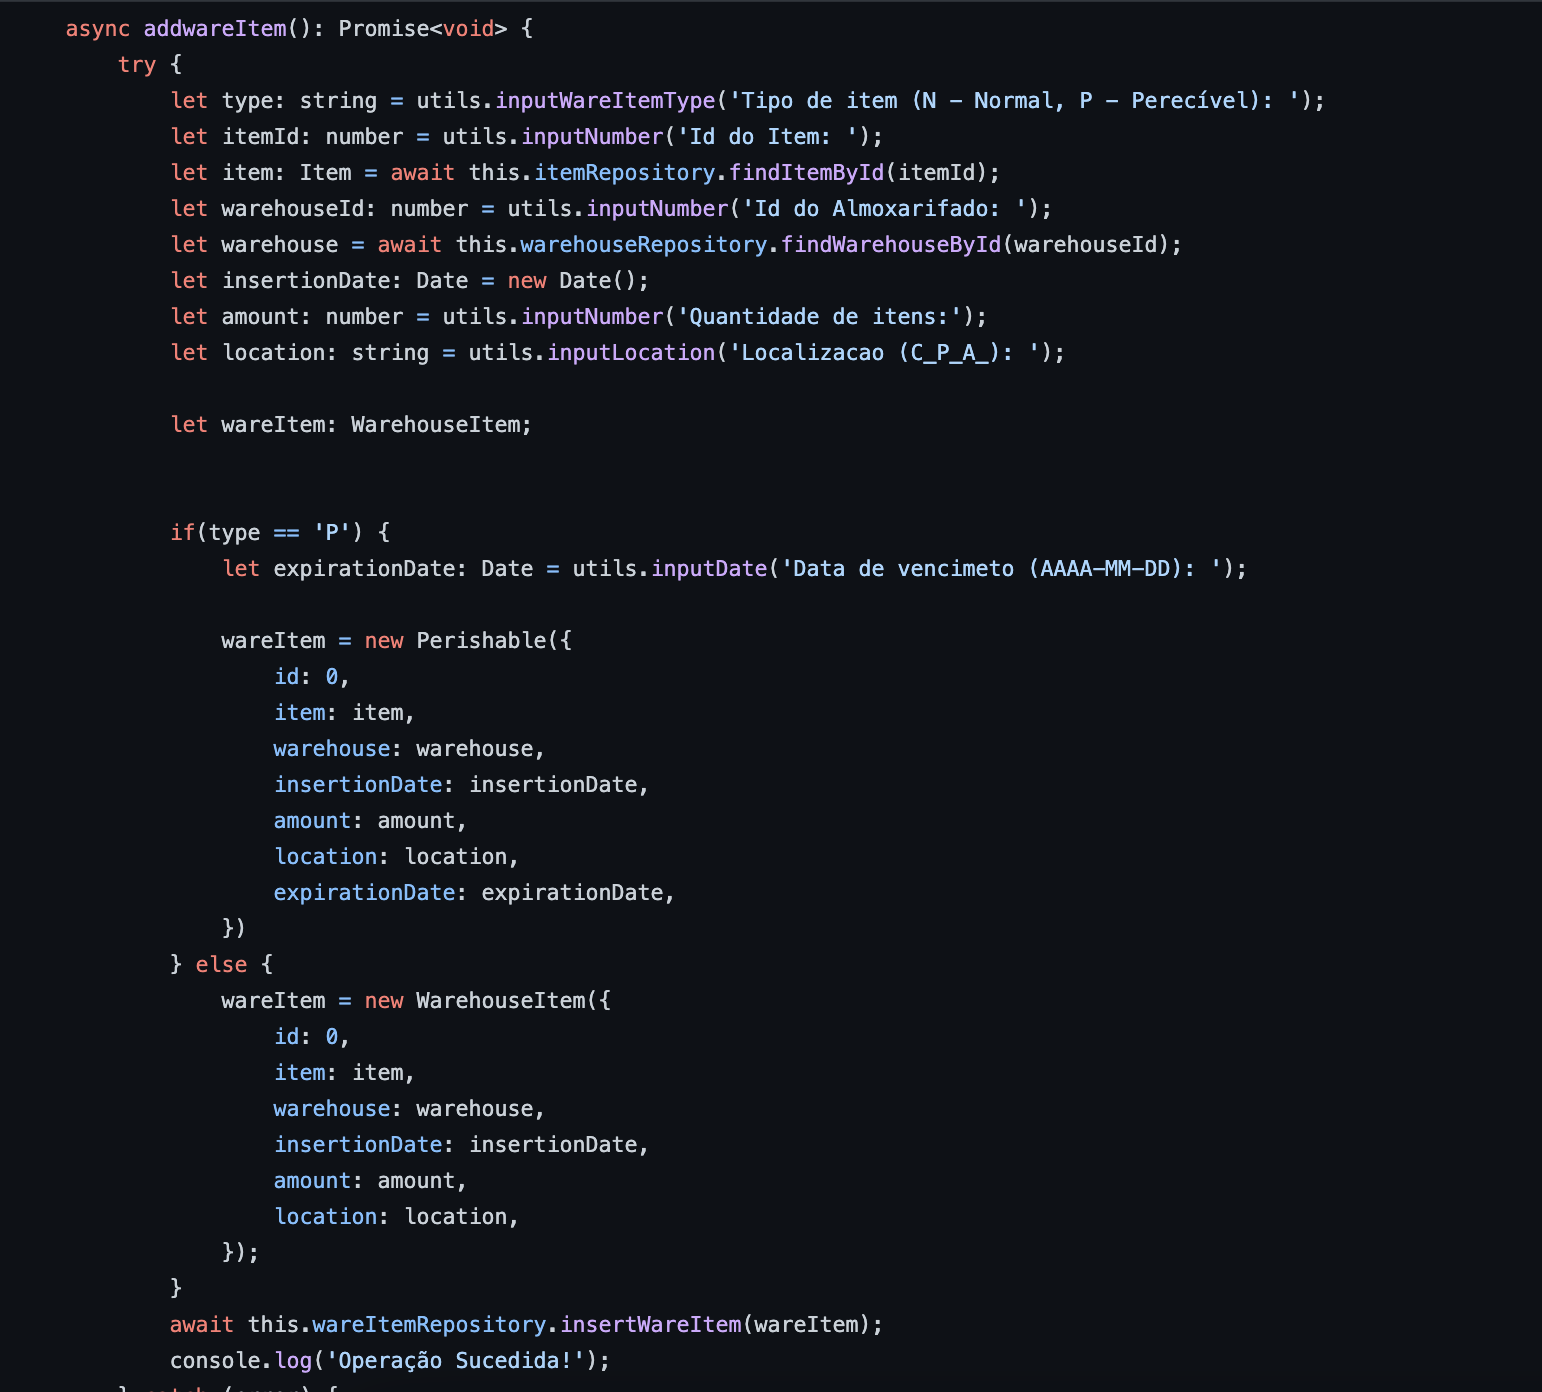 async addwareItem(): Promise<void> {
try {
let type: string = utils.inputWareItemType('Tipo de item (N - Normal, P - Perecível): ');
let itemId: number = utils.inputNumber('Id do Item: ');
let item: Item = await this.itemRepository.findItemById(itemId);
let warehouseId: number = utils.inputNumber('Id do Almoxarifado: ');
let warehouse = await this.warehouseRepository.findWarehouseById(warehouseId);
let insertionDate: Date = new Date();
let amount: number = utils.inputNumber('Quantidade de itens:');
let location: string = utils.inputLocation('Localizacao (C_P_A_): ');
let wareItem: WarehouseItem;
if(type == 'P') {
let expirationDate: Date = utils.inputDate('Data de vencimeto (AAAA-MM-DD): ');
wareItem = new Perishable({
id: 0,
item: item,
warehouse: warehouse,
insertionDate: insertionDate,
amount: amount,
location: location,
expirationDate: expirationDate,
})
} else {
wareItem = new WarehouseItem({
id: 0,
item: item,
warehouse: warehouse,
insertionDate: insertionDate,
amount: amount,
location: location,
});
}
await this.wareItemRepository.insertWareItem(wareItem);
console.log('Operação Sucedida!');